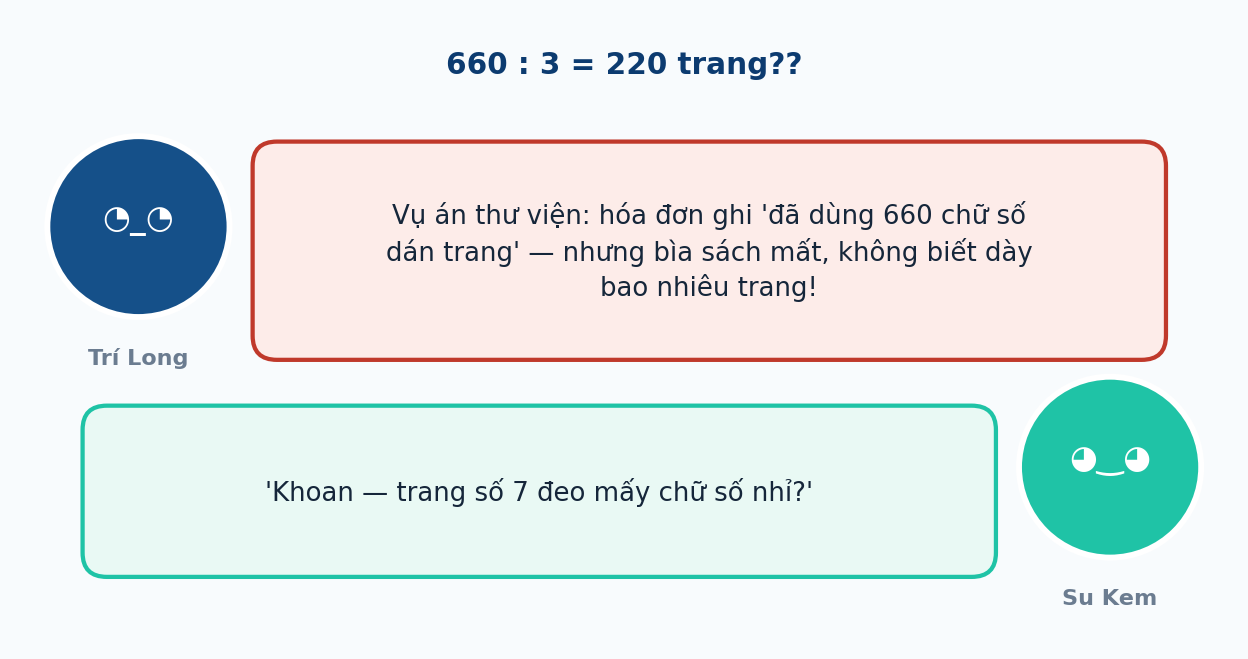 660 : 3 = 220 trang??
Vụ án thư viện: hóa đơn ghi 'đã dùng 660 chữ số
dán trang' — nhưng bìa sách mất, không biết dày
bao nhiêu trang!
Trí Long
'Khoan — trang số 7 đeo mấy chữ số nhỉ?'
Su Kem